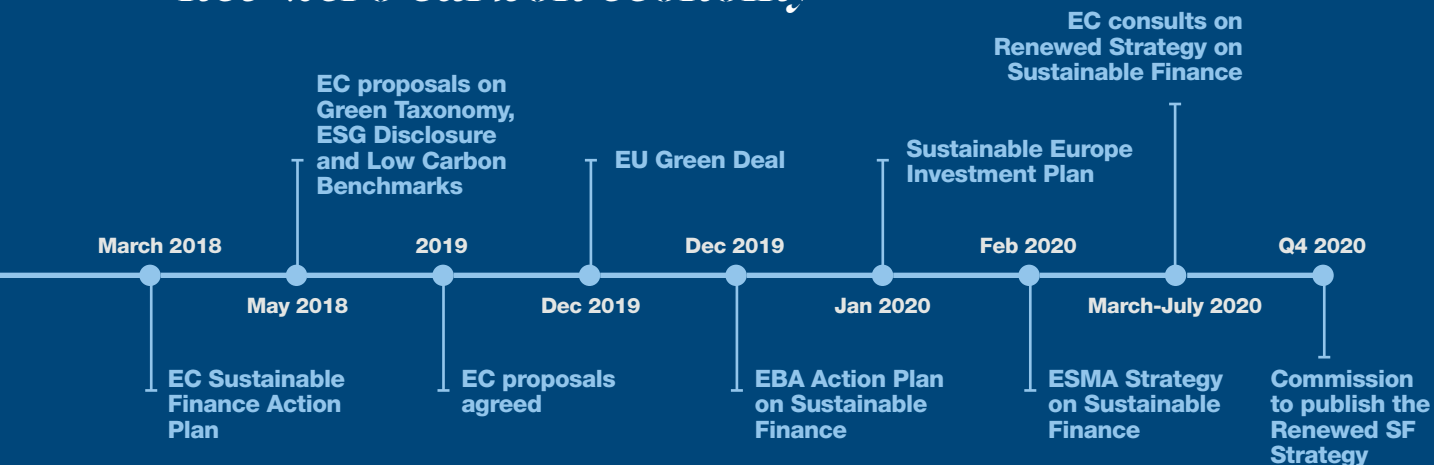 EC consults on
Renewed Strategy on
Sustainable Finance
EC proposals on
Green Taxonomy,
ESG Disclosure
and Low Carbon
Benchmarks
EU Green Deal
Sustainable Europe
Investment Plan
March 2018
2019
Dec 2019
Feb 2020
Q4 2020
May 2018
Dec 2019
Jan 2020
March-July 2020
EC Sustainable
Finance Action
Plan
EC proposals
agreed
EBA Action Plan
on Sustainable
Finance
ESMA Strategy
on Sustainable
Finance
Commission
to publish the
Renewed SF
Strategy